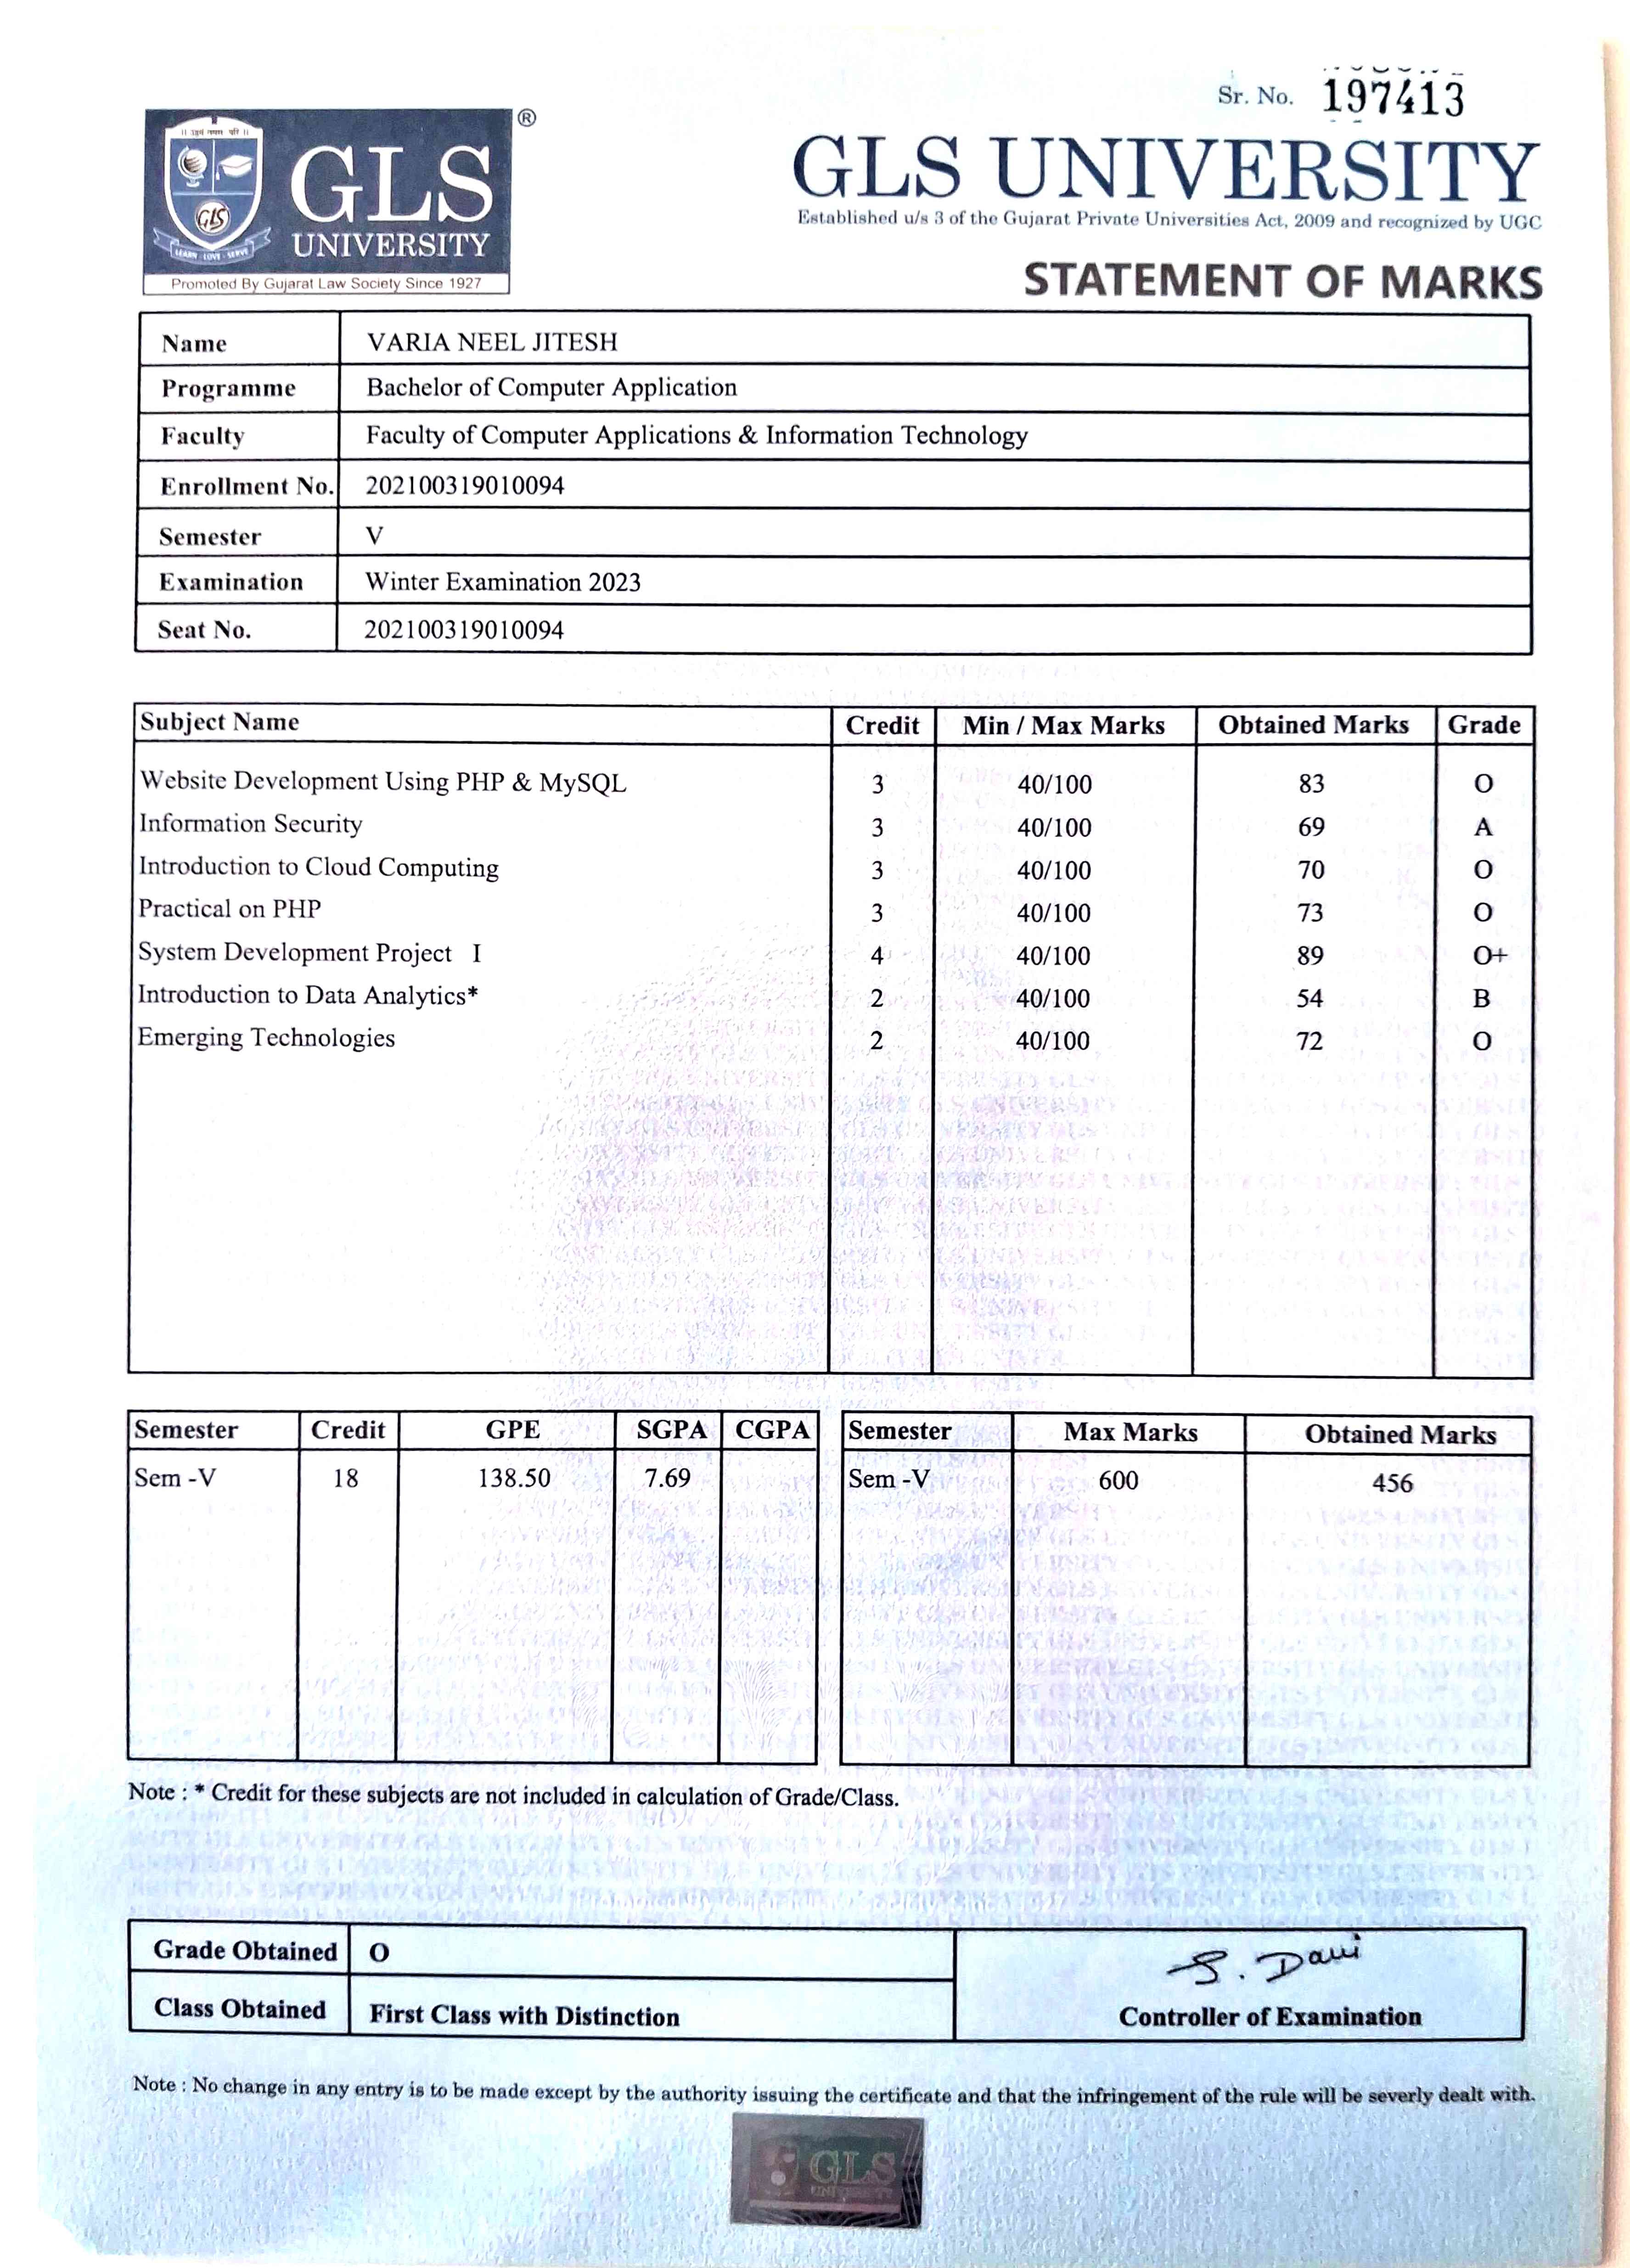 Sr. No. 197413
®
GLS
UNIVERSITY
GLS
LEARN - LOVE - SERVE
Promoted By Gujarat Law Society Since 1927
GLS UNIVERSITY
Established u/s 3 of the Gujarat Private Universities Act, 2009 and recognized by UGC
STATEMENT OF MARKS
Name VARIA NEEL JITESH
Programme Bachelor of Computer Application
Faculty Faculty of Computer Applications & Information Technology
Enrollment No. 202100319010094
Semester V
Examination Winter Examination 2023
Seat No. 202100319010094
Subject Name Credit Min / Max Marks Obtained Marks Grade
Website Development Using PHP & MySQL 3 40/100 83 O
Information Security 3 40/100 69 A
Introduction to Cloud Computing 3 40/100 70 O
Practical on PHP 3 40/100 73 O
System Development Project I 4 40/100 89 O+
Introduction to Data Analytics* 2 40/100 54 B
Emerging Technologies 2 40/100 72 O
Semester Credit GPE SGPA CGPA Semester Max Marks Obtained Marks
Sem -V 18 138.50 7.69 Sem -V 600 456
Note : * Credit for these subjects are not included in calculation of Grade/Class.
Grade Obtained O
Class Obtained First Class with Distinction
Controller of Examination
Note : No change in any entry is to be made except by the authority issuing the certificate and that the infringement of the rule will be severly dealt with.
GLS
UNIVERSITY